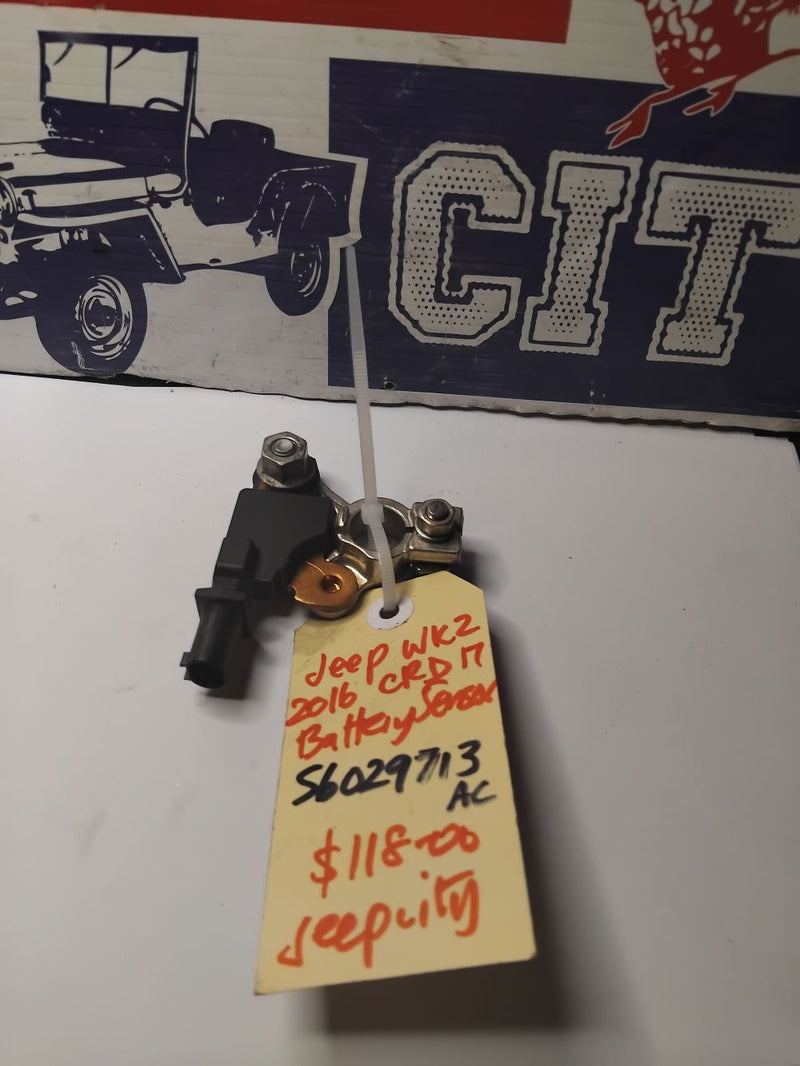 CIT
Jeep WK2
2016 CRD 17
Battery Sensor
56029713
AC
$118-00
Jeepcity